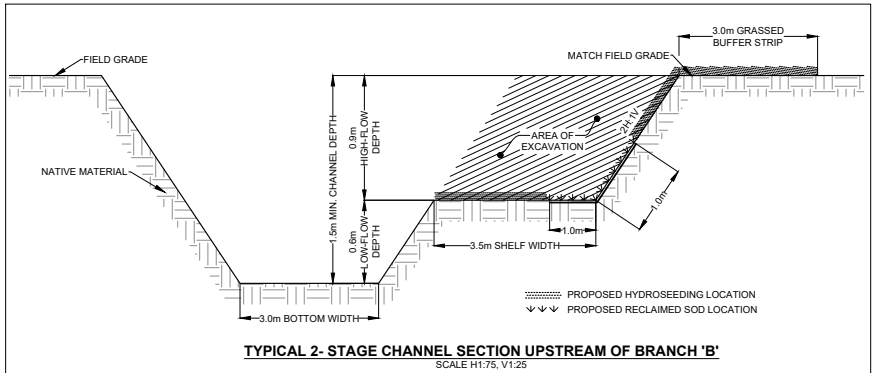 3.0m GRASSED
BUFFER STRIP
FIELD GRADE
MATCH FIELD GRADE
1.5m MIN. CHANNEL DEPTH
0.9m
HIGH-FLOW
DEPTH
AREA OF
EXCAVATION
2H:1V
NATIVE MATERIAL
0.6m
LOW-FLOW
DEPTH
1.0m
1.0m
3.5m SHELF WIDTH
3.0m BOTTOM WIDTH
PROPOSED HYDROSEEDING LOCATION
PROPOSED RECLAIMED SOD LOCATION
TYPICAL 2- STAGE CHANNEL SECTION UPSTREAM OF BRANCH 'B'
SCALE H1:75, V1:25